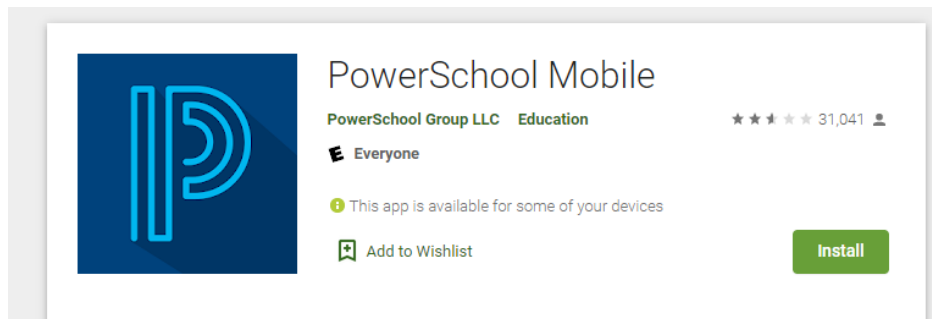 PowerSchool Mobile
PowerSchool Group LLC Education 31,041
E Everyone
This app is available for some of your devices
Add to Wishlist Install